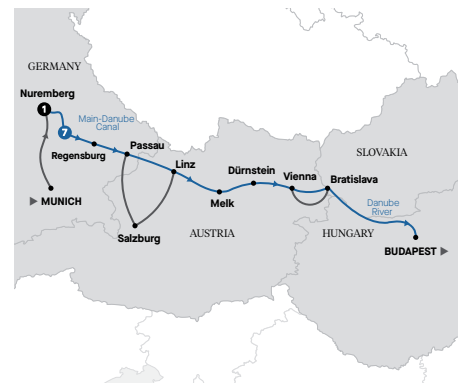 GERMANY
Nuremberg
1
Main-Danube
Canal
7
Regensburg
Passau
Linz
Dürnstein
Vienna
Bratislava
SLOVAKIA
▶ MUNICH
Melk
Salzburg
AUSTRIA
Danube
River
HUNGARY
BUDAPEST ▶